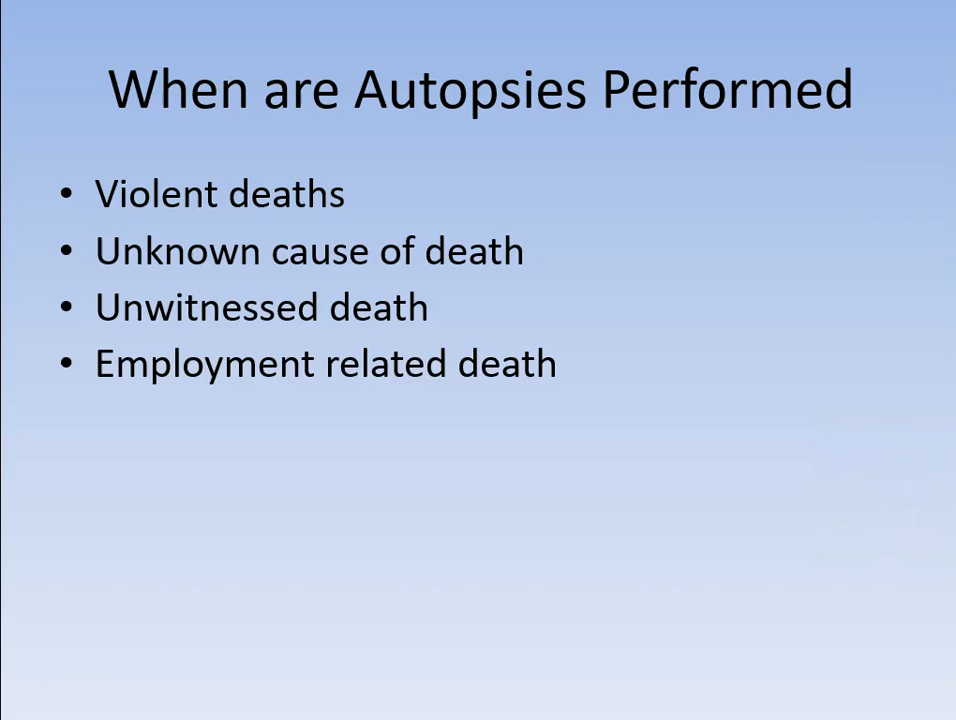 When are Autopsies Performed
• Violent deaths
• Unknown cause of death
• Unwitnessed death
• Employment related death